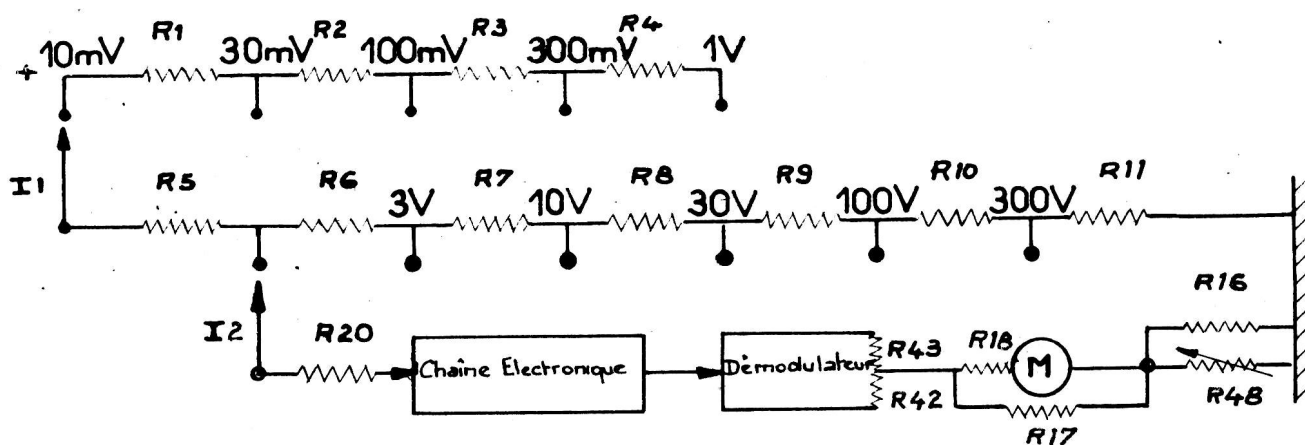 R1 R2 R3 R4
+ 10mV 30mV 100mV 300mV 1V
I1
R5 R6 R7 R8 R9 R10 R11
3V 10V 30V 100V 300V
R16
I2 R20
Chaîne Electronique
Démodulateur
R43 R18 M
R42 R48
R17